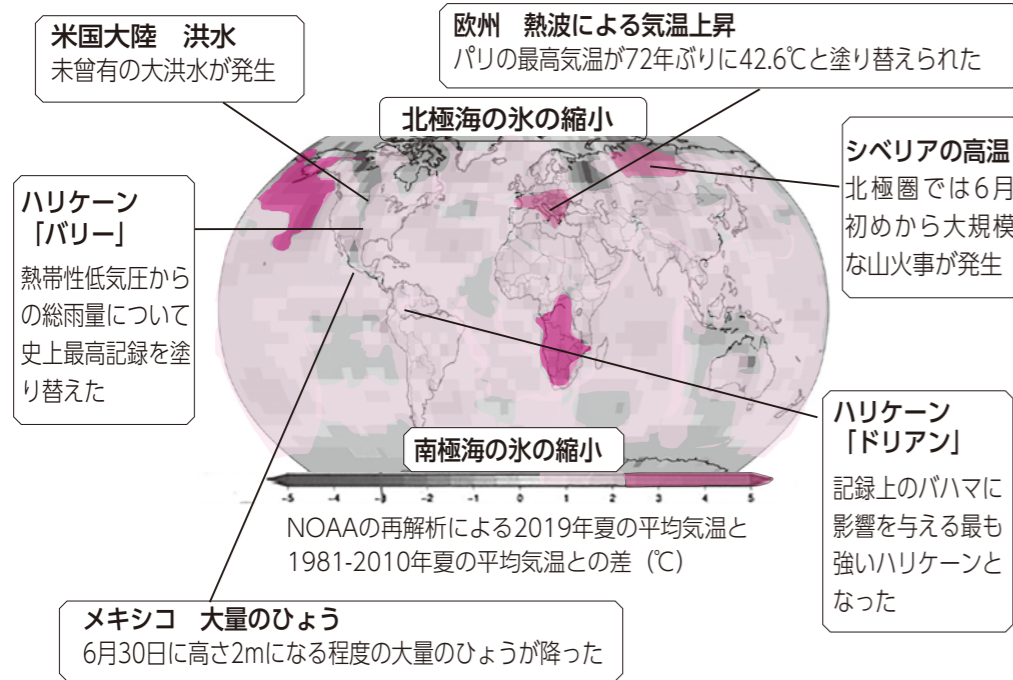 米国大陸　洪水
未曾有の大洪水が発生
欧州　熱波による気温上昇
パリの最高気温が72年ぶりに42.6℃と塗り替えられた
北極海の氷の縮小
シベリアの高温
北極圏では6月
初めから大規模
な山火事が発生
ハリケーン
「バリー」
熱帯性低気圧から
の総雨量について
史上最高記録を塗
り替えた
ハリケーン
「ドリアン」
記録上のバハマに
影響を与える最も
強いハリケーンと
なった
南極海の氷の縮小
-5 -4 -3 -2 -1 0 1 2 3 4 5
NOAAの再解析による2019年夏の平均気温と
1981-2010年夏の平均気温との差（℃）
メキシコ　大量のひょう
6月30日に高さ2mになる程度の大量のひょうが降った